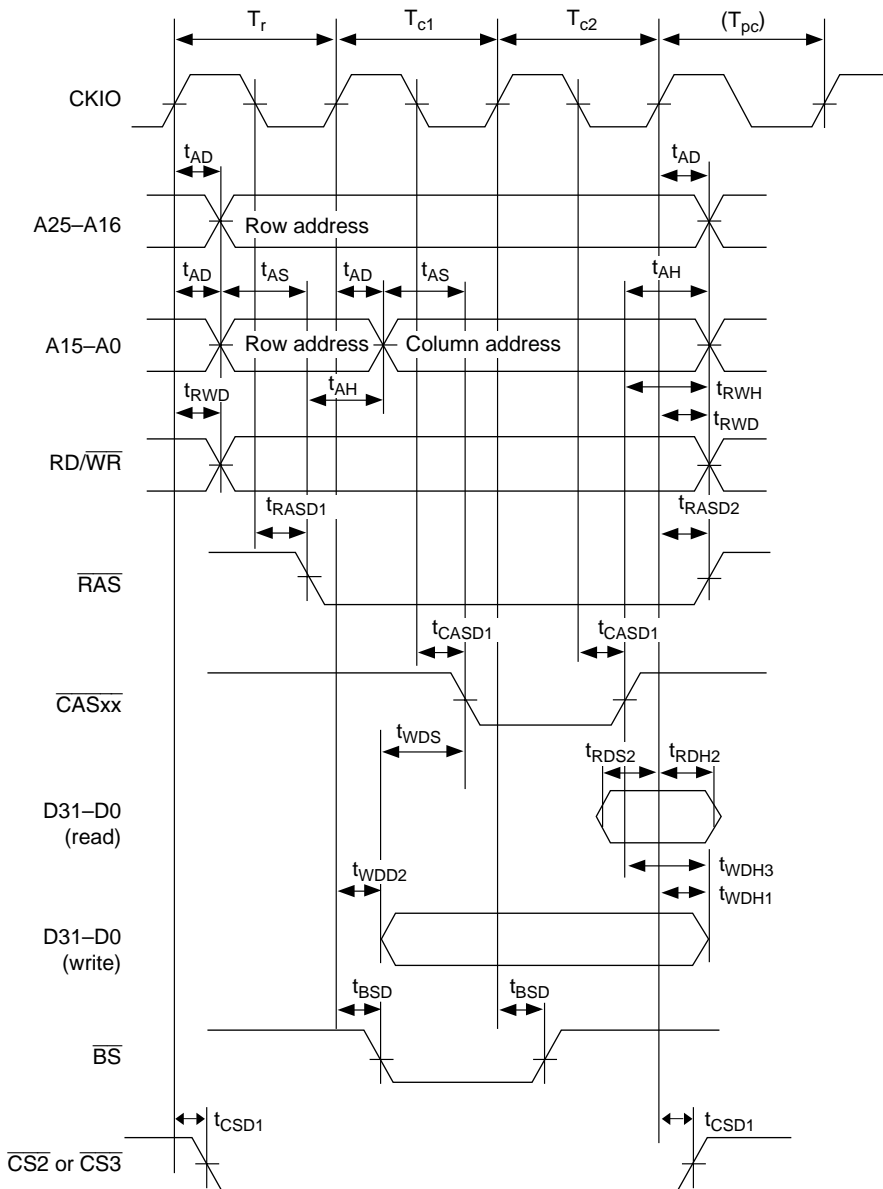 Tr Tc1 Tc2 (Tpc)
CKIO
tAD tAD
A25–A16 Row address
tAD tAS tAD tAS tAH
A15–A0 Row address Column address
tRWD tAH tRWH
tRWD
RD/WR
tRASD1 tRASD2
RAS
tCASD1 tCASD1
CASxx
tWDS tRDS2 tRDH2
D31–D0
(read)
tWDD2 tWDH3
tWDH1
D31–D0
(write)
tBSD tBSD
BS
tCSD1 tCSD1
CS2 or CS3